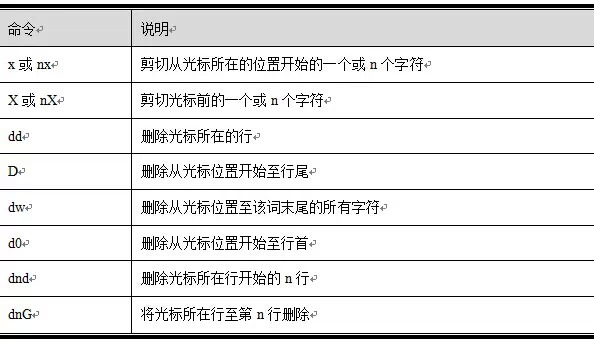 命令 说明
x 或 nx 剪切从光标所在的位置开始的一个或 n 个字符
X 或 nX 剪切光标前的一个或 n 个字符
dd 删除光标所在的行
D 删除从光标位置开始至行尾
dw 删除从光标位置至该词末尾的所有字符
d0 删除从光标位置开始至行首
dnd 删除光标所在行开始的 n 行
dnG 将光标所在行至第 n 行删除